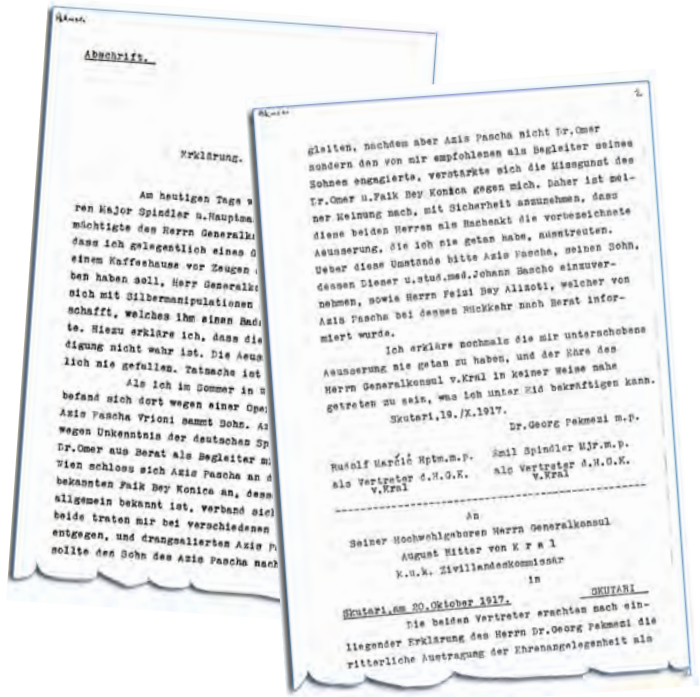 Abschrift.
Erklärung.
Am heutigen Tage
ren Major Spindler u.Hauptma
mächtigte des Herrn Generalk
dass ich gelegentlich eines
einem Kaffeehause vor Zeugen
ben haben soll, Herr Generalko
sich mit Silbermanipulationen
schafft, welches ihm einen
te. Hiezu erkläre ich, dass die
digung nicht wahr ist. Die Aeus
lich nie gefallen. Tatsache ist
Als ich im Sommer in
befand sich dort wegen einer Ope
Azis Pascha Vrioni sammt Sohn. Az
wegen Unkenntnis der deutschen Sp
Dr.Omer aus Berat als Begleiter
Wien schloss sich Azis Pascha an d
bekannten Faik Bey Konica an, dess
allgemein bekannt ist, verband sic
beide traten mir bei verschiedenen
entgegen, und drangsalierten Azis P
sollte den Sohn des Azis Pascha nach
2
gleiten, nachdem aber Azis Pascha nicht Dr.Omer
sondern den von mir empfohlenen als Begleiter seines
Sohnes engagierte, verstärkte sich die Missgunst des
Dr.Omer u.Faik Bey Konica gegen mich. Daher ist mei-
ner Meinung nach, mit Sicherheit anzunehmen, dass
diese beiden Herren als Racheakt die vorbezeichnete
Aeusserung, die ich nie getan habe, ausstreuten.
Ueber diese Umstände bitte Azis Pascha, seinen Sohn,
dessen Diener u.stud.med.Johann Bascho einzuver-
nehmen, sowie Herrn Feizi Bey Alizoti, welcher von
Azis Pascha bei dessen Rückkehr nach Berat infor-
miert wurde.
Ich erkläre nochmals die mir unterschobene
Aeusserung nie getan zu haben, und der Ehre des
Herrn Generalkonsul v.Kral in keiner Weise nahe
getreten zu sein, was ich unter Eid bekräftigen kann.
Skutari,19./X.1917.
Dr.Georg Pekmezi m.p.
Rudolf Marčić Hptm.m.p. Emil Spindler Mjr.m.p.
als Vertreter d.H.G.K. als Vertreter d.H.G.K.
v.Kral v.Kral
An
Seiner Hochwohlgeboren Herrn Generalkonsul
August Ritter von K r a l
k.u.k. Zivillandeskommissär
in
SKUTARI
Skutari,am 20.Oktober 1917.
Die beiden Vertreter erachten nach ein-
liegender Erklärung des Herrn Dr.Georg Pekmezi die
ritterliche Austragung der Ehrenangelegenheit als